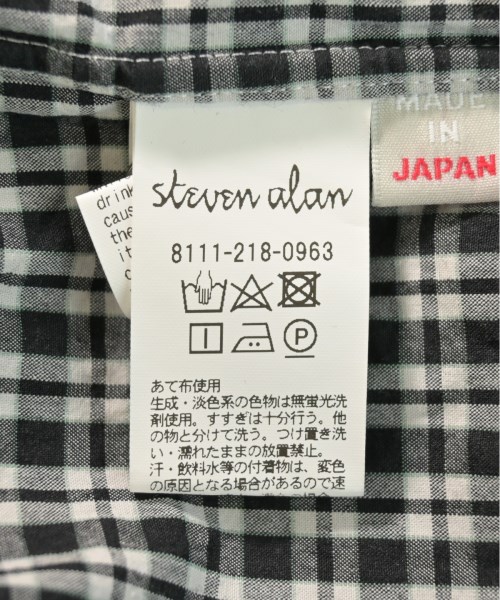 MADE
IN
JAPAN
steven alan
8111-218-0963
P
あて布使用
生成・淡色系の色物は無蛍光洗
剤使用。すすぎは十分行う。他
の物と分けて洗う。つけ置き洗
い・濡れたままの放置禁止。
汗・飲料水等の付着物は、変色
の原因となる場合があるので速
drink
caus
the
it